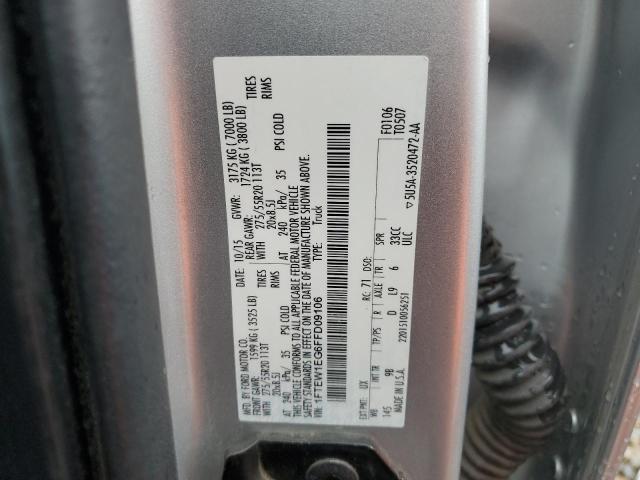 MFD. BY FORD MOTOR CO.
DATE: 10/15 GVWR: 3175 KG ( 7000 LB)
FRONT GAWR: 1599 KG ( 3525 LB) REAR GAWR: 1724 KG ( 3800 LB)
275/55R20 113T WITH 275/55R20 113T TIRES
20x8.5J RIMS 20x8.5J RIMS
AT 240 kPa/ 35 PSI COLD AT 240 kPa/ 35 PSI COLD
THIS VEHICLE CONFORMS TO ALL APPLICABLE FEDERAL MOTOR VEHICLE
SAFETY STANDARDS IN EFFECT ON THE DATE OF MANUFACTURE SHOWN ABOVE.
VIN: 1FTEW1EG6FFD09106 TYPE: Truck
F0106
T0507
EXT PNT: UX RC: 71 DSO:
WB INT TR TP/PS R AXLE TR SPR
145 9B D L9 6 33CC
ULC
MADE IN U.S.A. 2201510056251
▽5U5A-3520472-AA